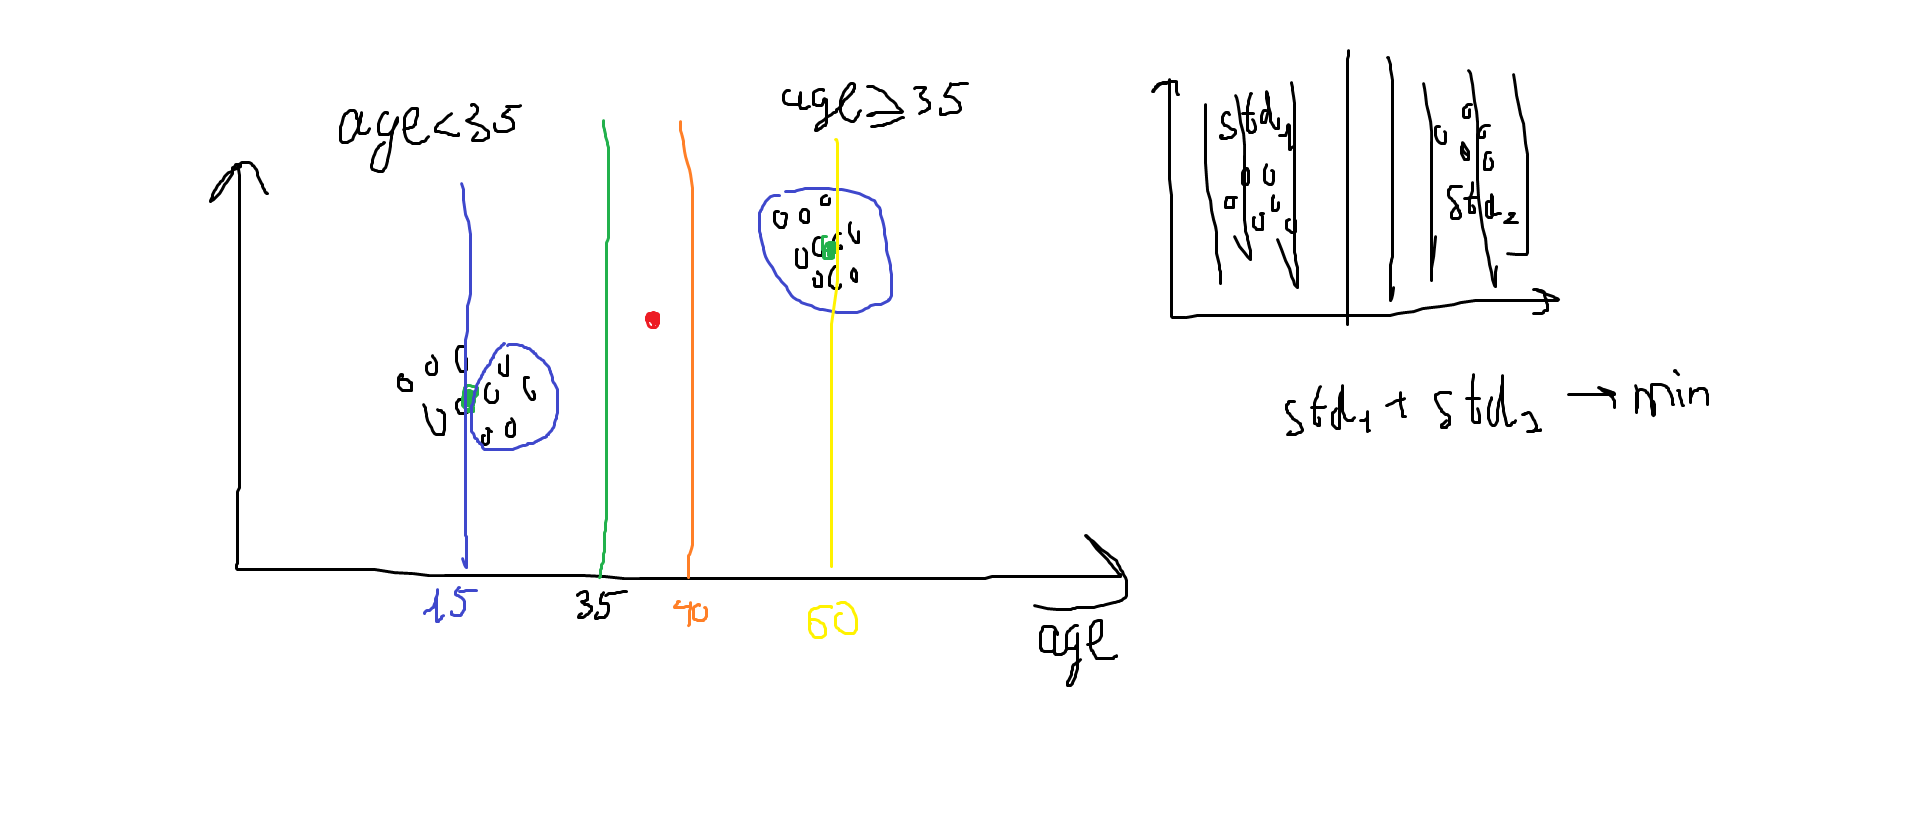 age<35
age≥35
15
35
40
60
age
std₁
std₂
std₁ + std₂ → min